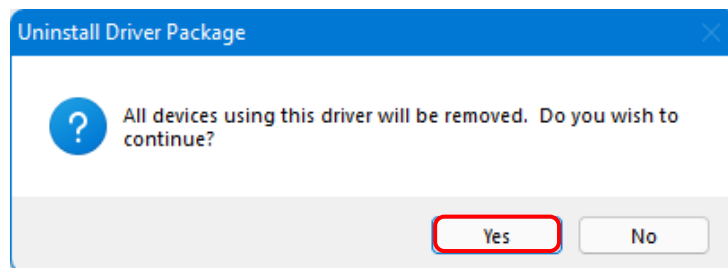 Uninstall Driver Package
All devices using this driver will be removed.  Do you wish to
continue?
Yes
No